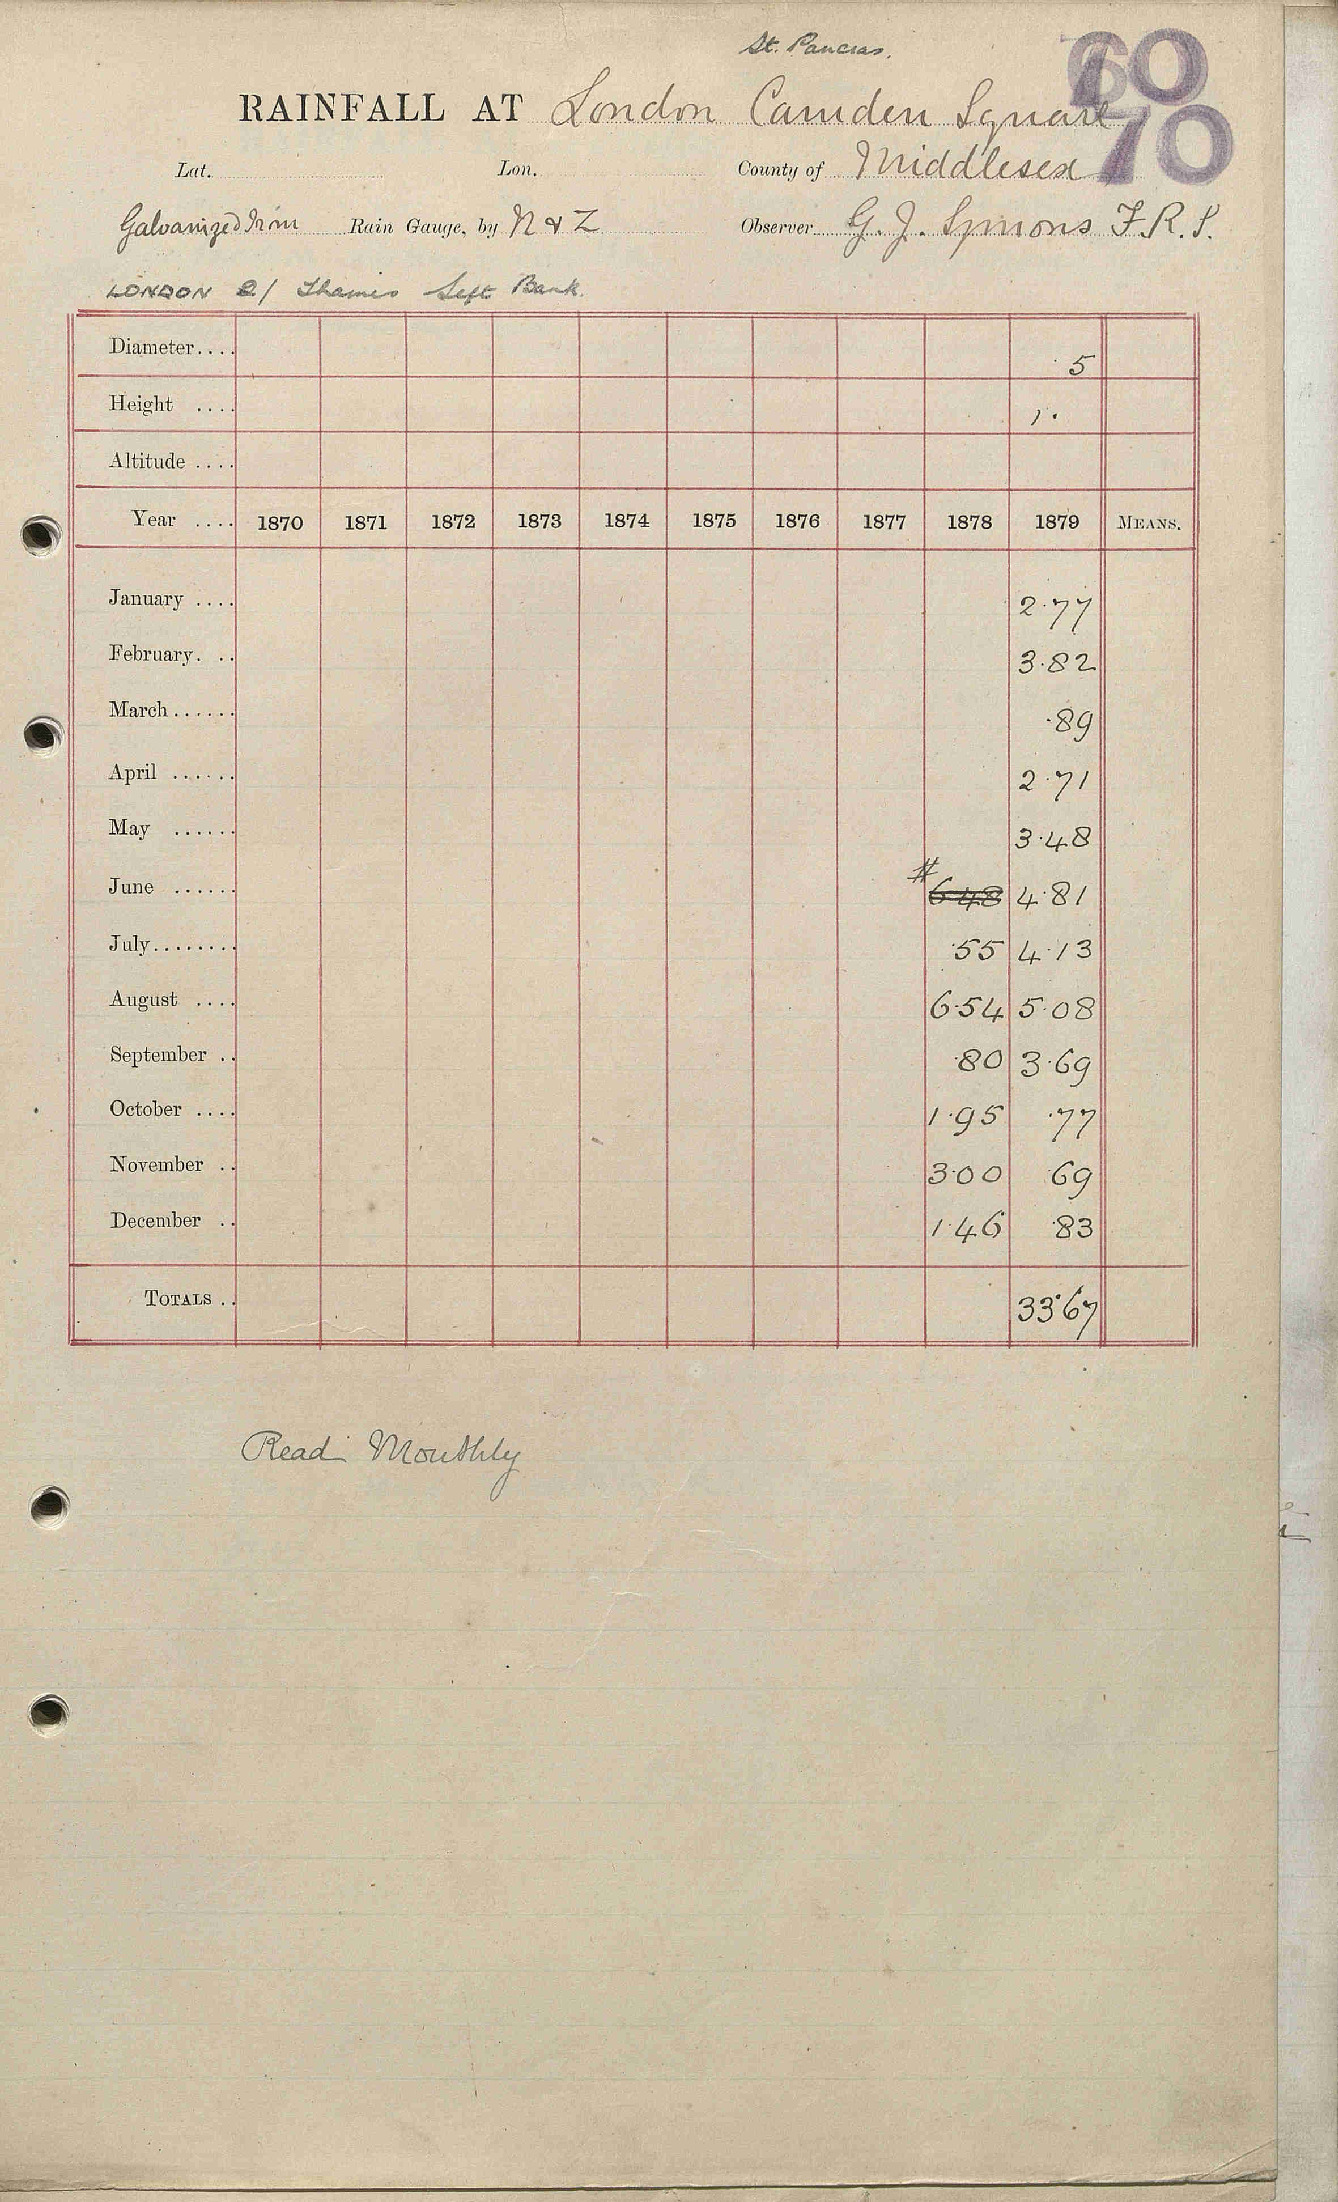 St. Pancras.
60
RAINFALL AT London Camden Square
70
Lat. Lon. County of Middlesex
Galvanized Iron Rain Gauge, by N & Z Observer G. J. Symons F.R.S.
LONDON 2/ Thames Left Bank.
Diameter.... 5
Height .... 1.
Altitude ....
Year .... 1870 1871 1872 1873 1874 1875 1876 1877 1878 1879 MEANS.
January .... 2.77
February. .. 3.82
March...... .89
April ...... 2.71
May ...... 3.48
June ...... # 6.48 4.81
July........ .55 4.13
August .... 6.54 5.08
September .. .80 3.69
October .... 1.95 .77
November .. 3.00 .69
December .. 1.46 .83
TOTALS .. 33.67
Read Monthly